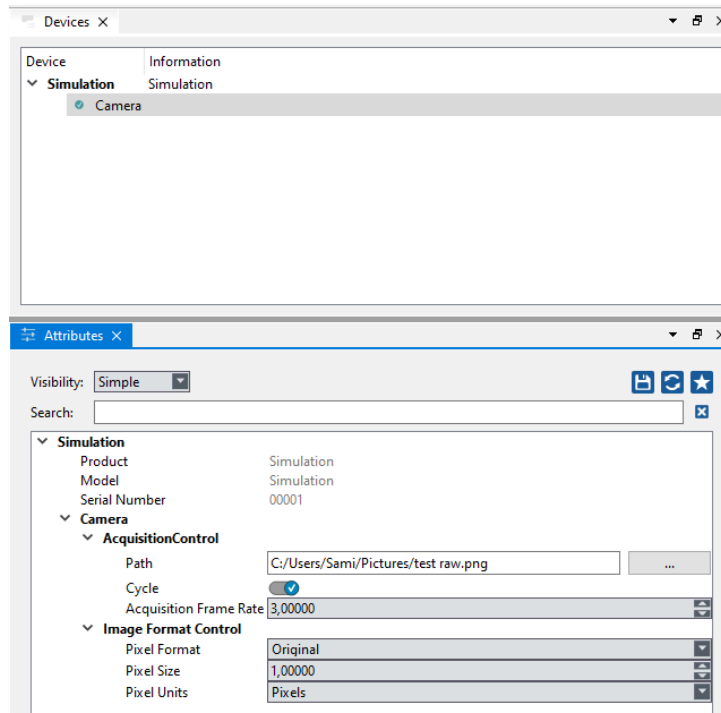 Devices
Device Information
Simulation Simulation
Camera
Attributes
Visibility: Simple
Search:
Simulation
Product Simulation
Model Simulation
Serial Number 00001
Camera
AcquisitionControl
Path C:/Users/Sami/Pictures/test raw.png ...
Cycle
Acquisition Frame Rate 3,00000
Image Format Control
Pixel Format Original
Pixel Size 1,00000
Pixel Units Pixels